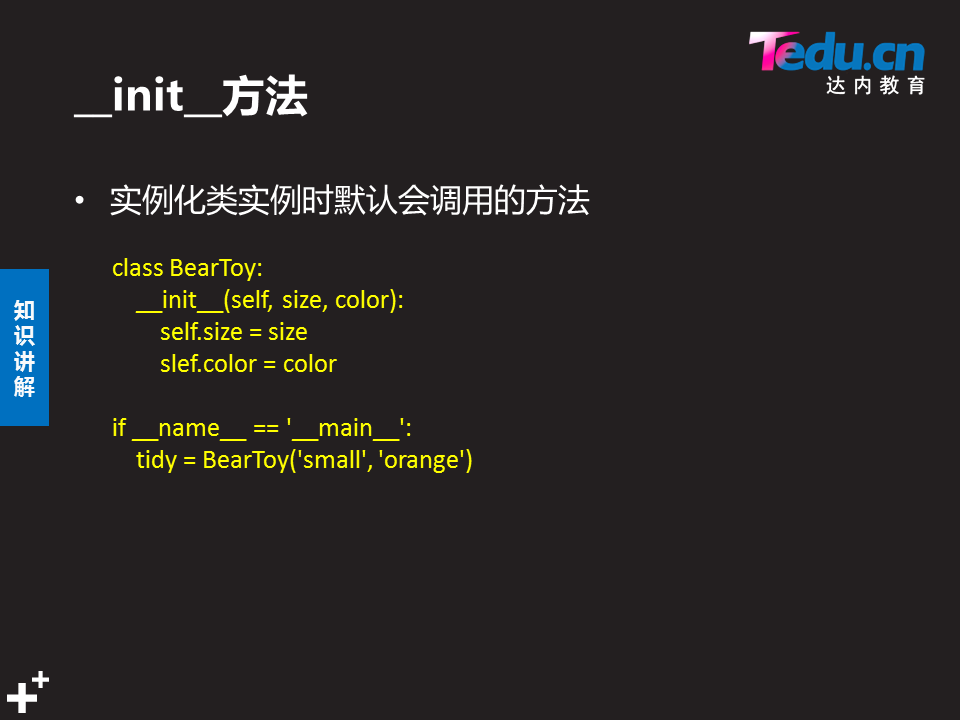 Tedu.cn
达内教育
__init__方法
• 实例化类实例时默认会调用的方法
class BearToy:
    __init__(self, size, color):
        self.size = size
        slef.color = color
if __name__ == '__main__':
    tidy = BearToy('small', 'orange')
知
识
讲
解